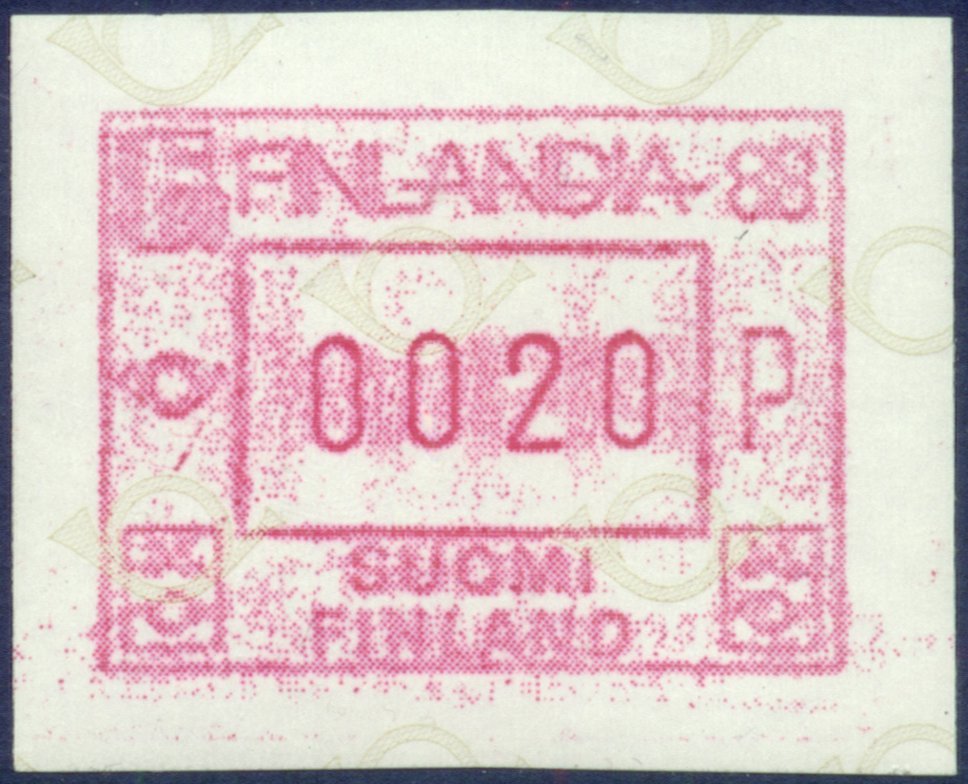 FINLANDIA 88
0020 P
SUOMI
FINLAND